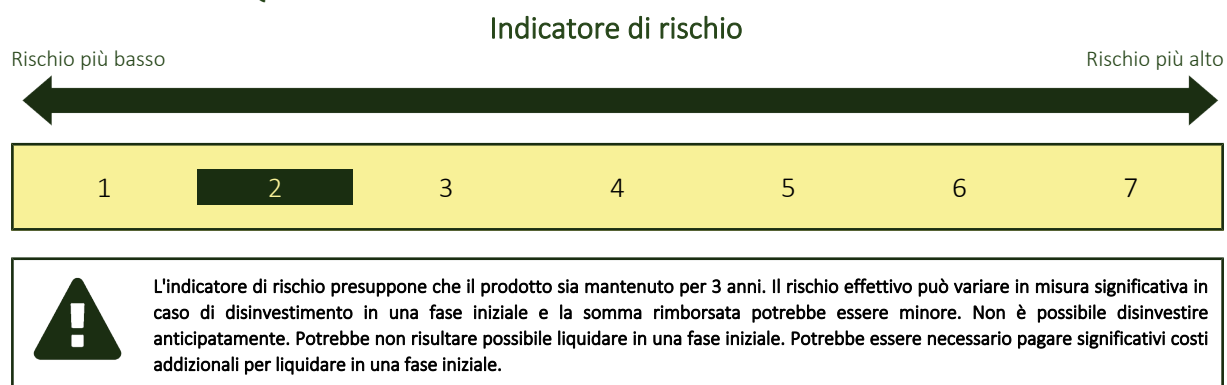 Indicatore di rischio
Rischio più basso
Rischio più alto
1 2 3 4 5 6 7
L'indicatore di rischio presuppone che il prodotto sia mantenuto per 3 anni. Il rischio effettivo può variare in misura significativa in
caso di disinvestimento in una fase iniziale e la somma rimborsata potrebbe essere minore. Non è possibile disinvestire
anticipatamente. Potrebbe non risultare possibile liquidare in una fase iniziale. Potrebbe essere necessario pagare significativi costi
addizionali per liquidare in una fase iniziale.